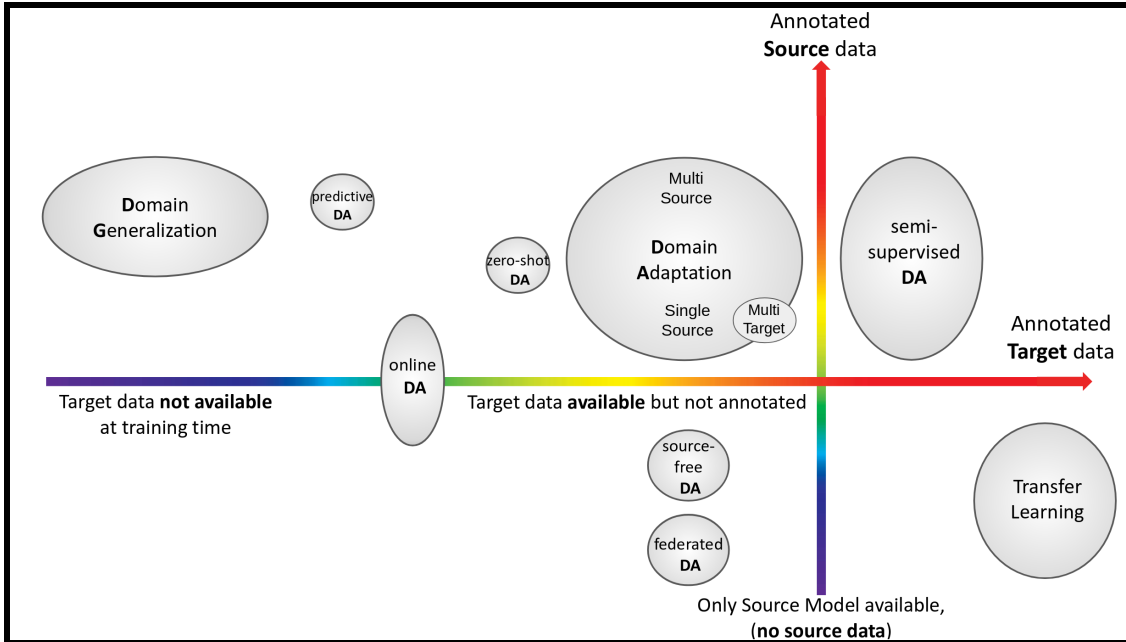 Annotated
Source data
Domain
Generalization
predictive
DA
zero-shot
DA
Multi
Source
Domain
Adaptation
Single
Source
Multi
Target
semi-
supervised
DA
online
DA
Annotated
Target data
Target data not available
at training time
Target data available but not annotated
source-
free
DA
federated
DA
Transfer
Learning
Only Source Model available,
(no source data)